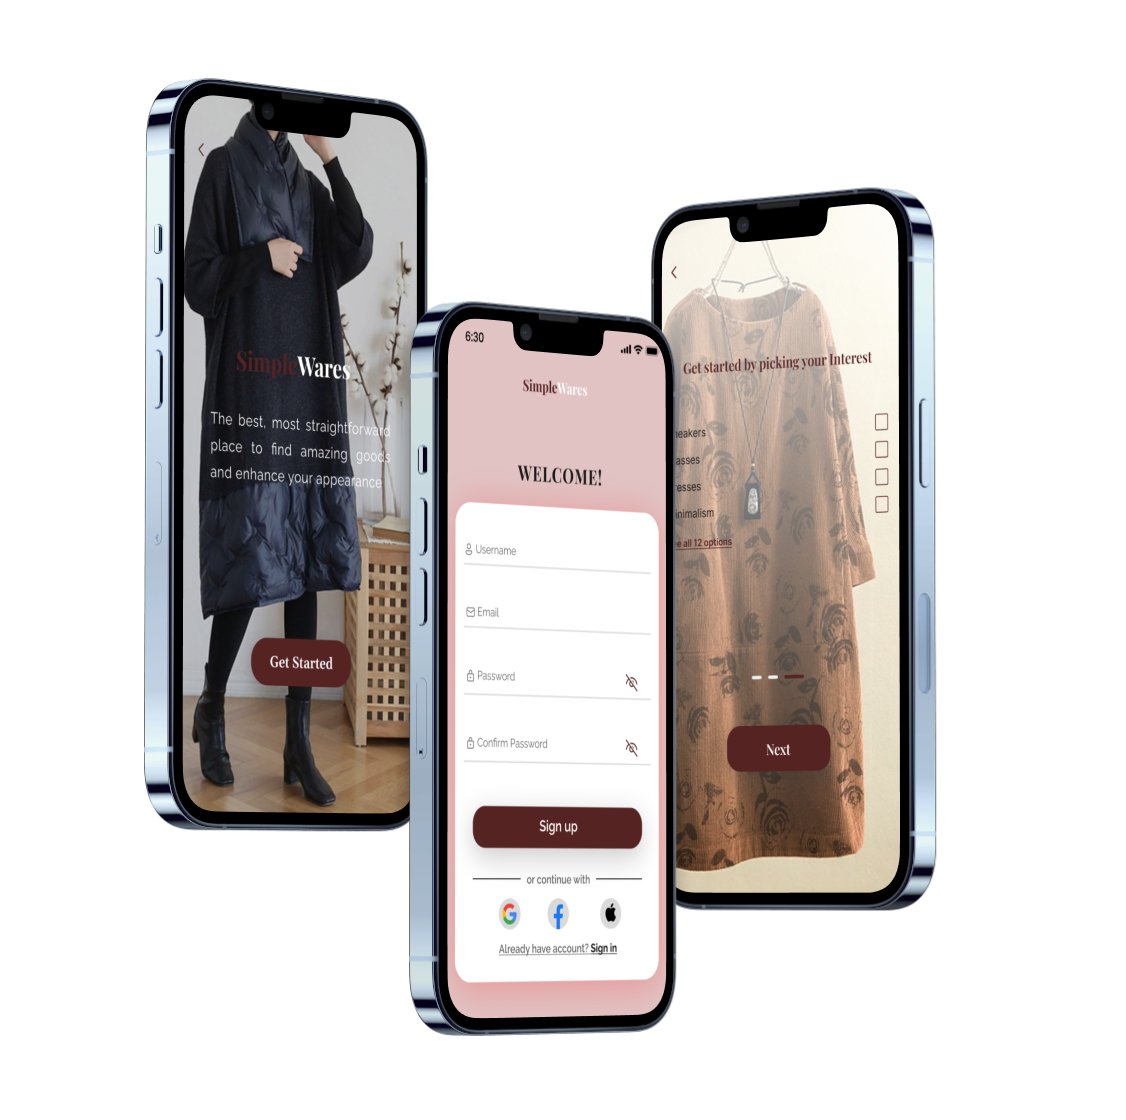 SimpleWares
The best, most straightforward
place to find amazing goods
and enhance your appearance
Get Started
6:30
SimpleWares
WELCOME!
Username
Email
Password
Confirm Password
Sign up
or continue with
Already have account? Sign in
Get started by picking your Interest
neakers
asses
resses
inimalism
e all 12 options
Next